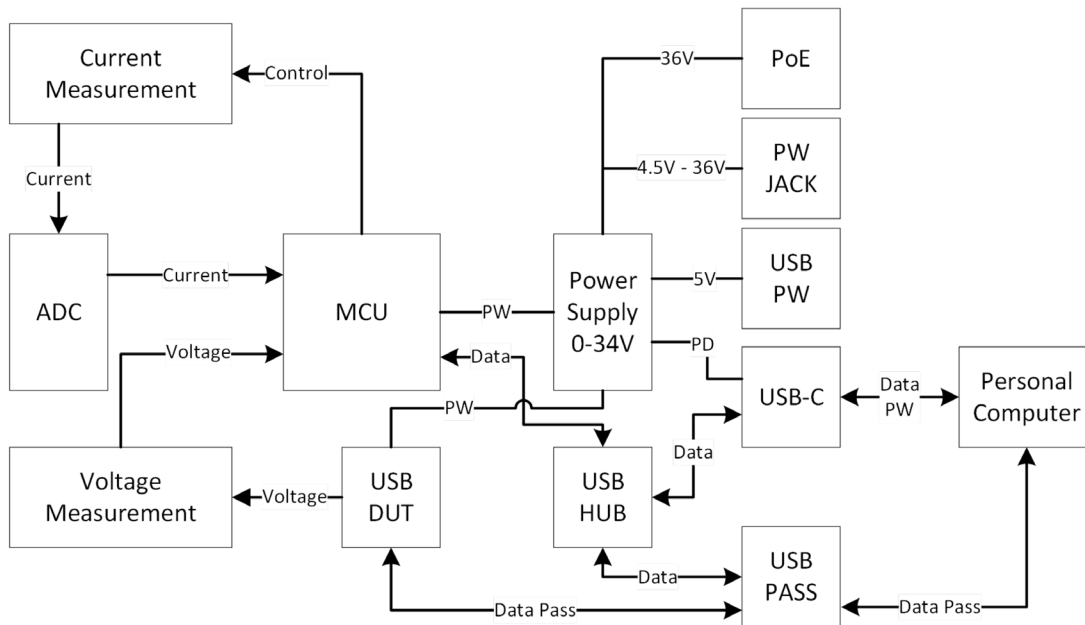 Current
Measurement
Control
36V
PoE
Current
4.5V - 36V
PW
JACK
ADC
Current
MCU
PW
Power
Supply
0-34V
5V
USB
PW
Voltage
Data
PD
PW
USB-C
Data
PW
Personal
Computer
Voltage
Measurement
Voltage
USB
DUT
USB
HUB
Data
Data
USB
PASS
Data Pass
Data Pass